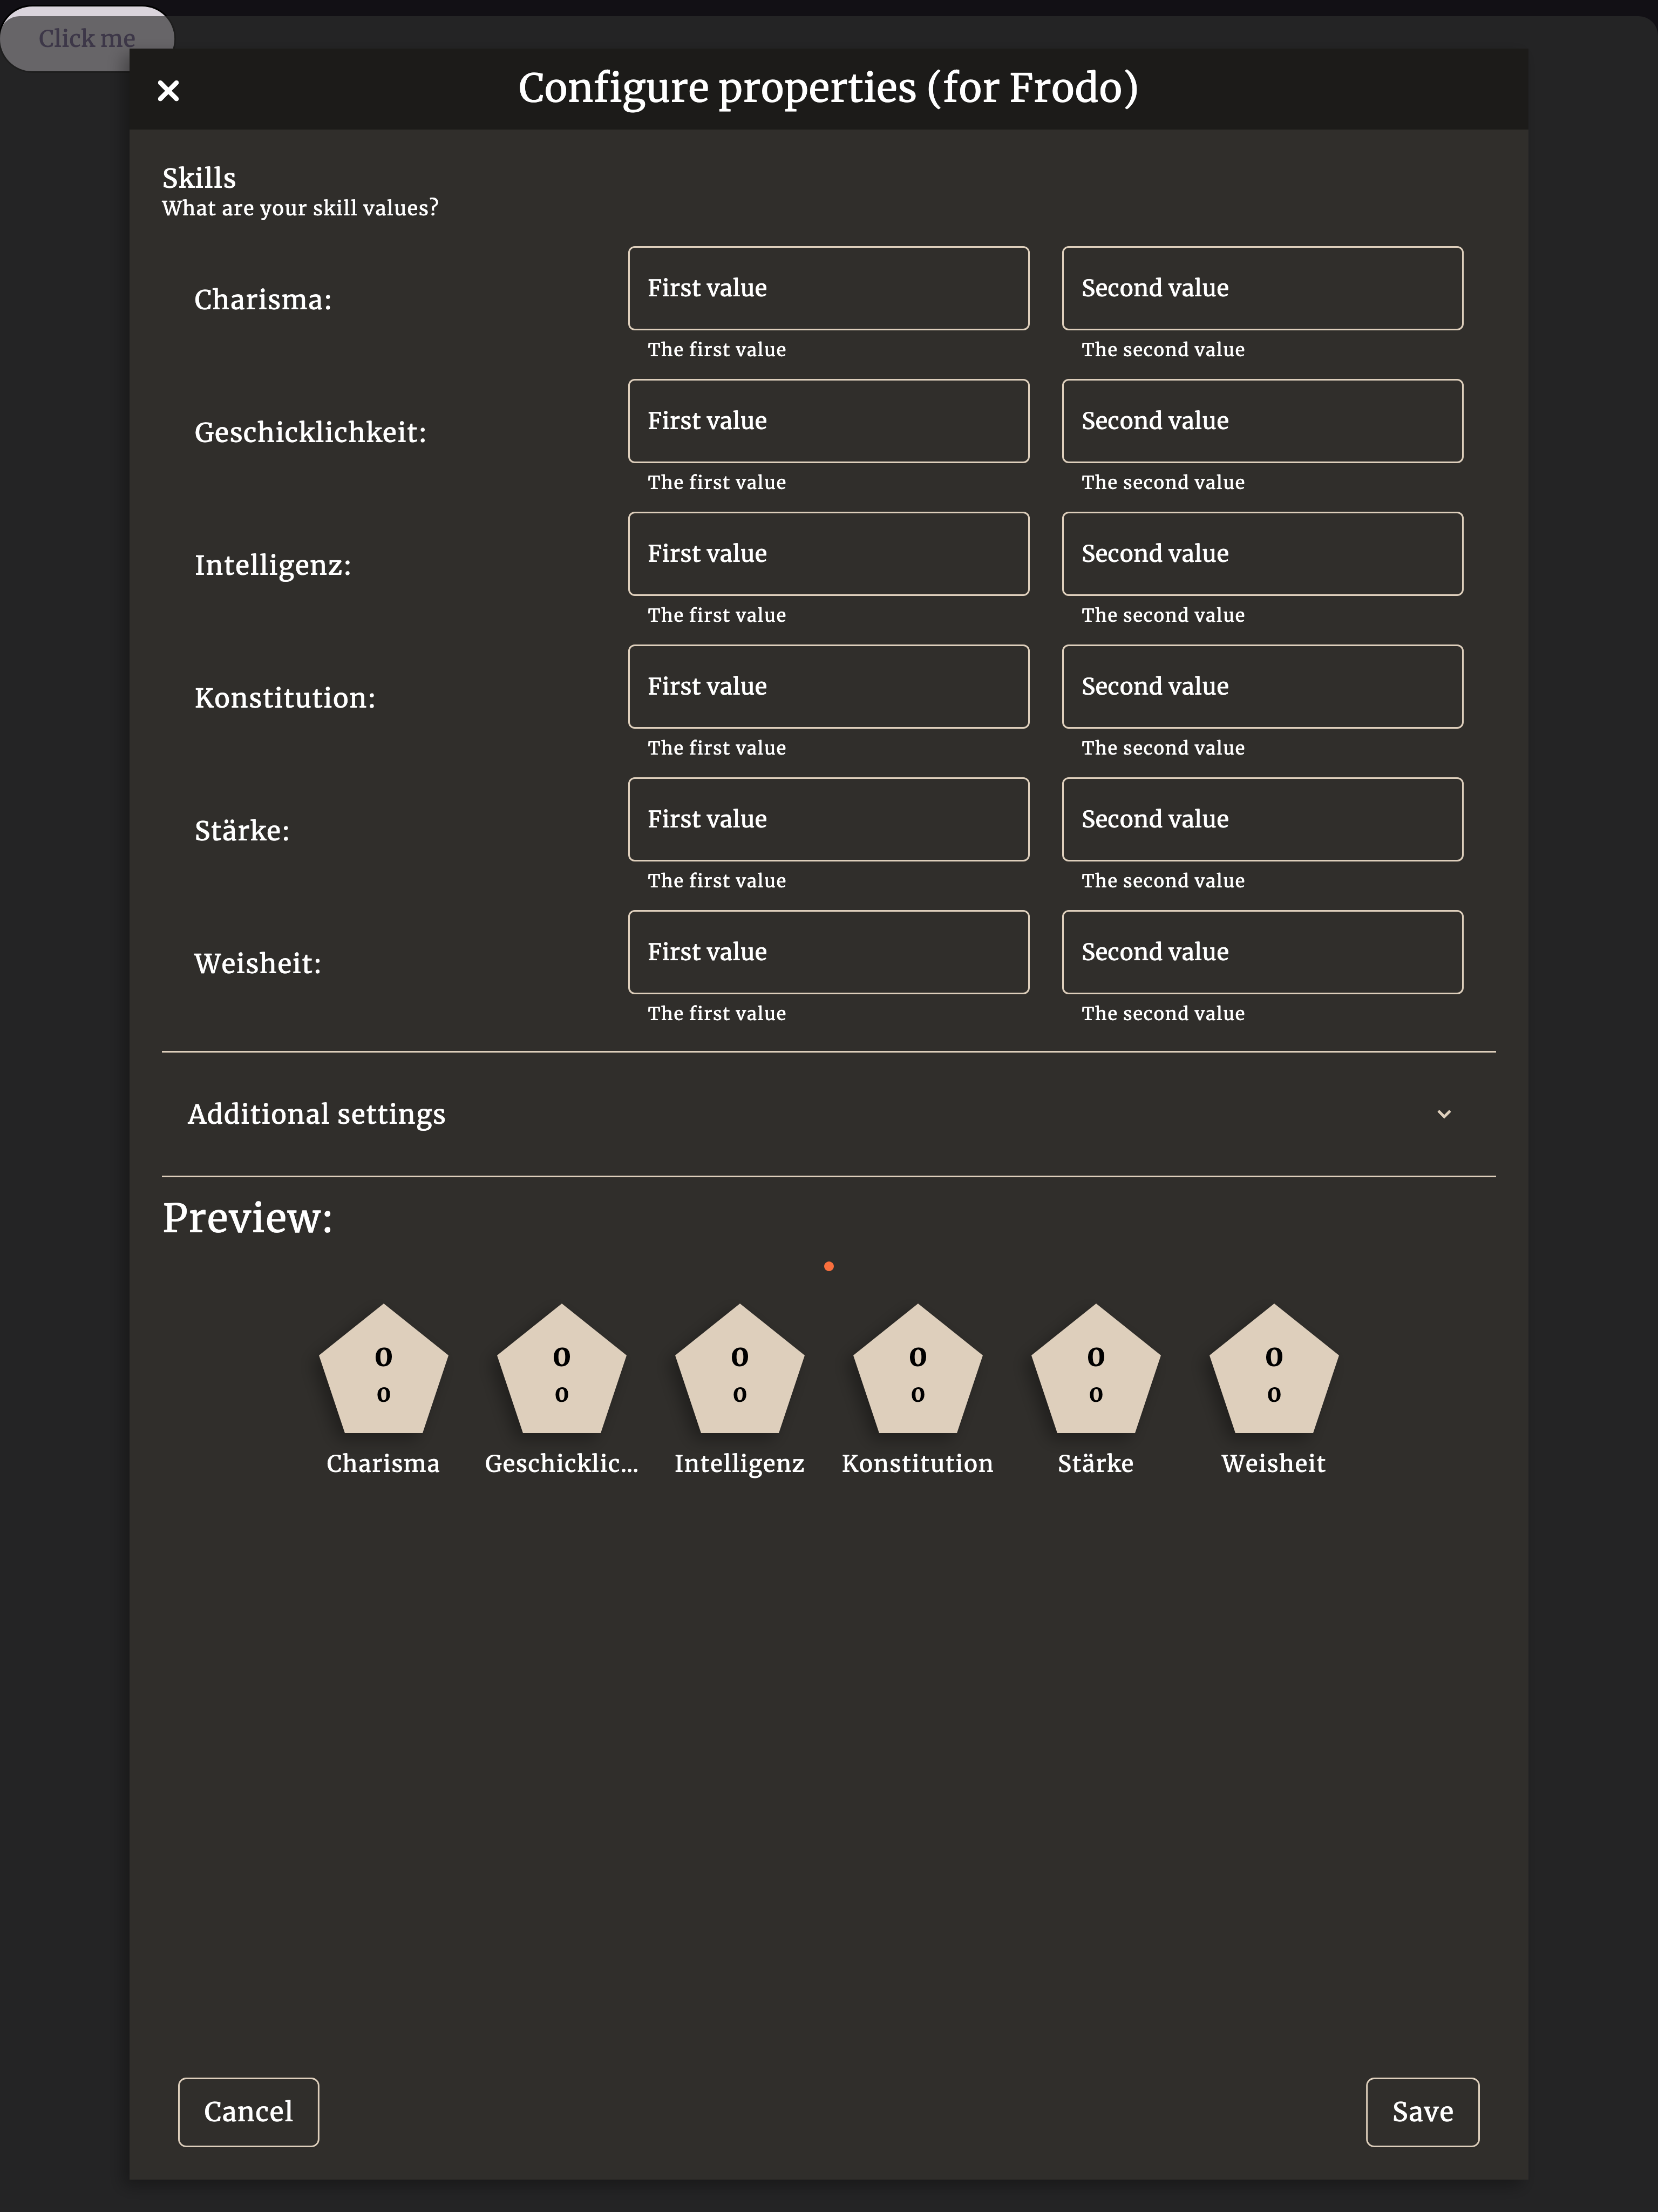 Click me
Configure properties (for Frodo)
Skills
What are your skill values?
Charisma:
First value
Second value
The first value
The second value
Geschicklichkeit:
First value
Second value
The first value
The second value
Intelligenz:
First value
Second value
The first value
The second value
Konstitution:
First value
Second value
The first value
The second value
Stärke:
First value
Second value
The first value
The second value
Weisheit:
First value
Second value
The first value
The second value
Additional settings
Preview:
0 0 0 0 0 0
0 0 0 0 0 0
Charisma Geschicklic... Intelligenz Konstitution Stärke Weisheit
Cancel Save